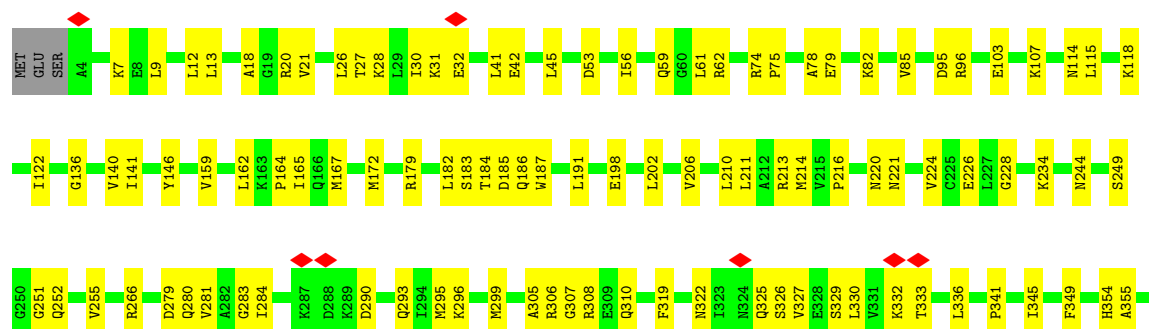 MET GLU SER A4 K7 E8 L9 L12 L13 A18 G19 R20 V21 L26 T27 K28 L29 I30 K31 E32 L41 E42 L45 D53 I56 Q59 G60 L61 R62 R74 P75 A78 E79 K82 V85 D95 R96 E103 K107 N114 L115 K118
I122 G136 V140 I141 Y146 V159 L162 K163 P164 I165 Q166 M167 M172 R179 L182 S183 T184 D185 Q186 W187 L191 E198 L202 V206 L210 L211 A212 R213 M214 V215 P216 N220 N221 V224 C225 E226 L227 G228 K234 N244 S249
G250 G251 Q252 V255 R266 D279 Q280 V281 A282 G283 I284 K287 D288 K289 D290 Q293 I294 M295 K296 M299 A305 R306 G307 R308 E309 Q310 F319 N322 I323 N324 Q325 S326 V327 E328 S329 L330 V331 K332 T333 L336 P341 I345 F349 H354 A355